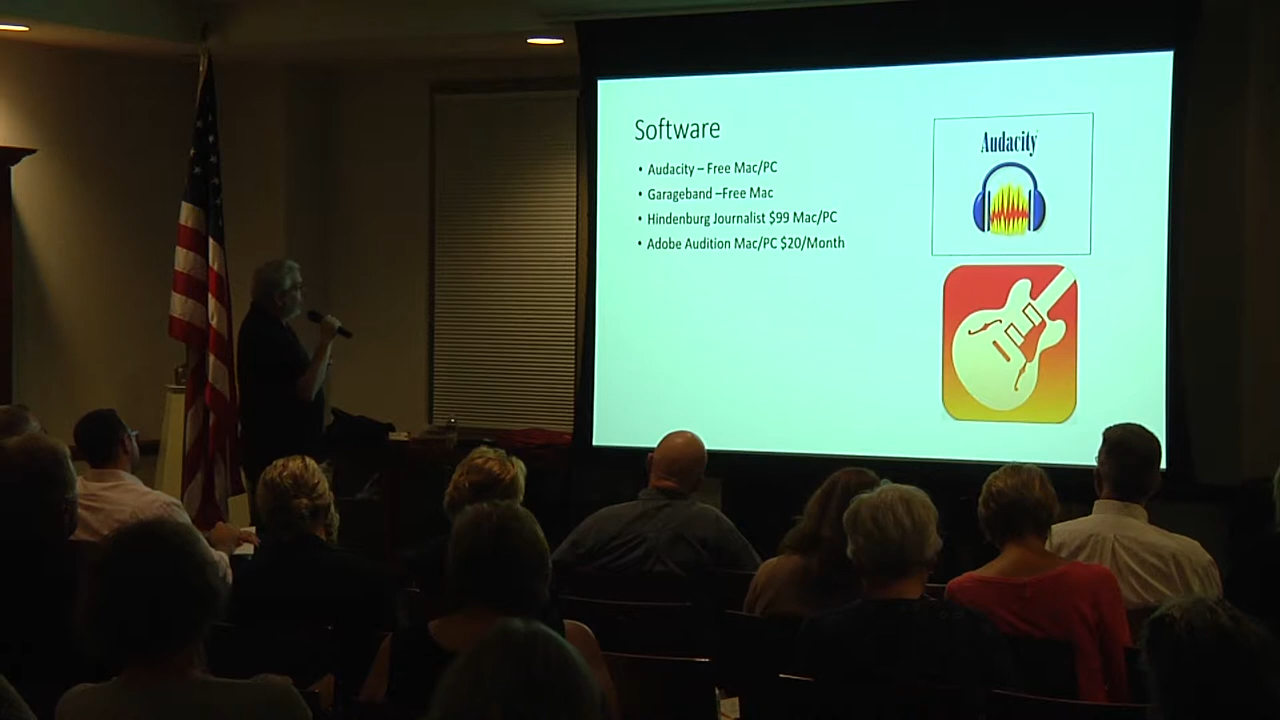 Software
• Audacity – Free Mac/PC
• Garageband –Free Mac
• Hindenburg Journalist $99 Mac/PC
• Adobe Audition Mac/PC $20/Month
Audacity